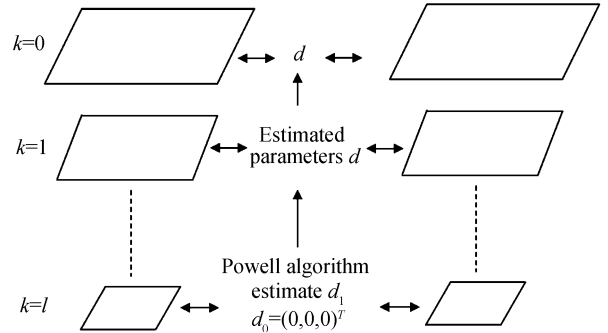 k=0
d
k=1
Estimated
parameters d
Powell algorithm
estimate d₁
k=l
d₀=(0,0,0)ᵀ